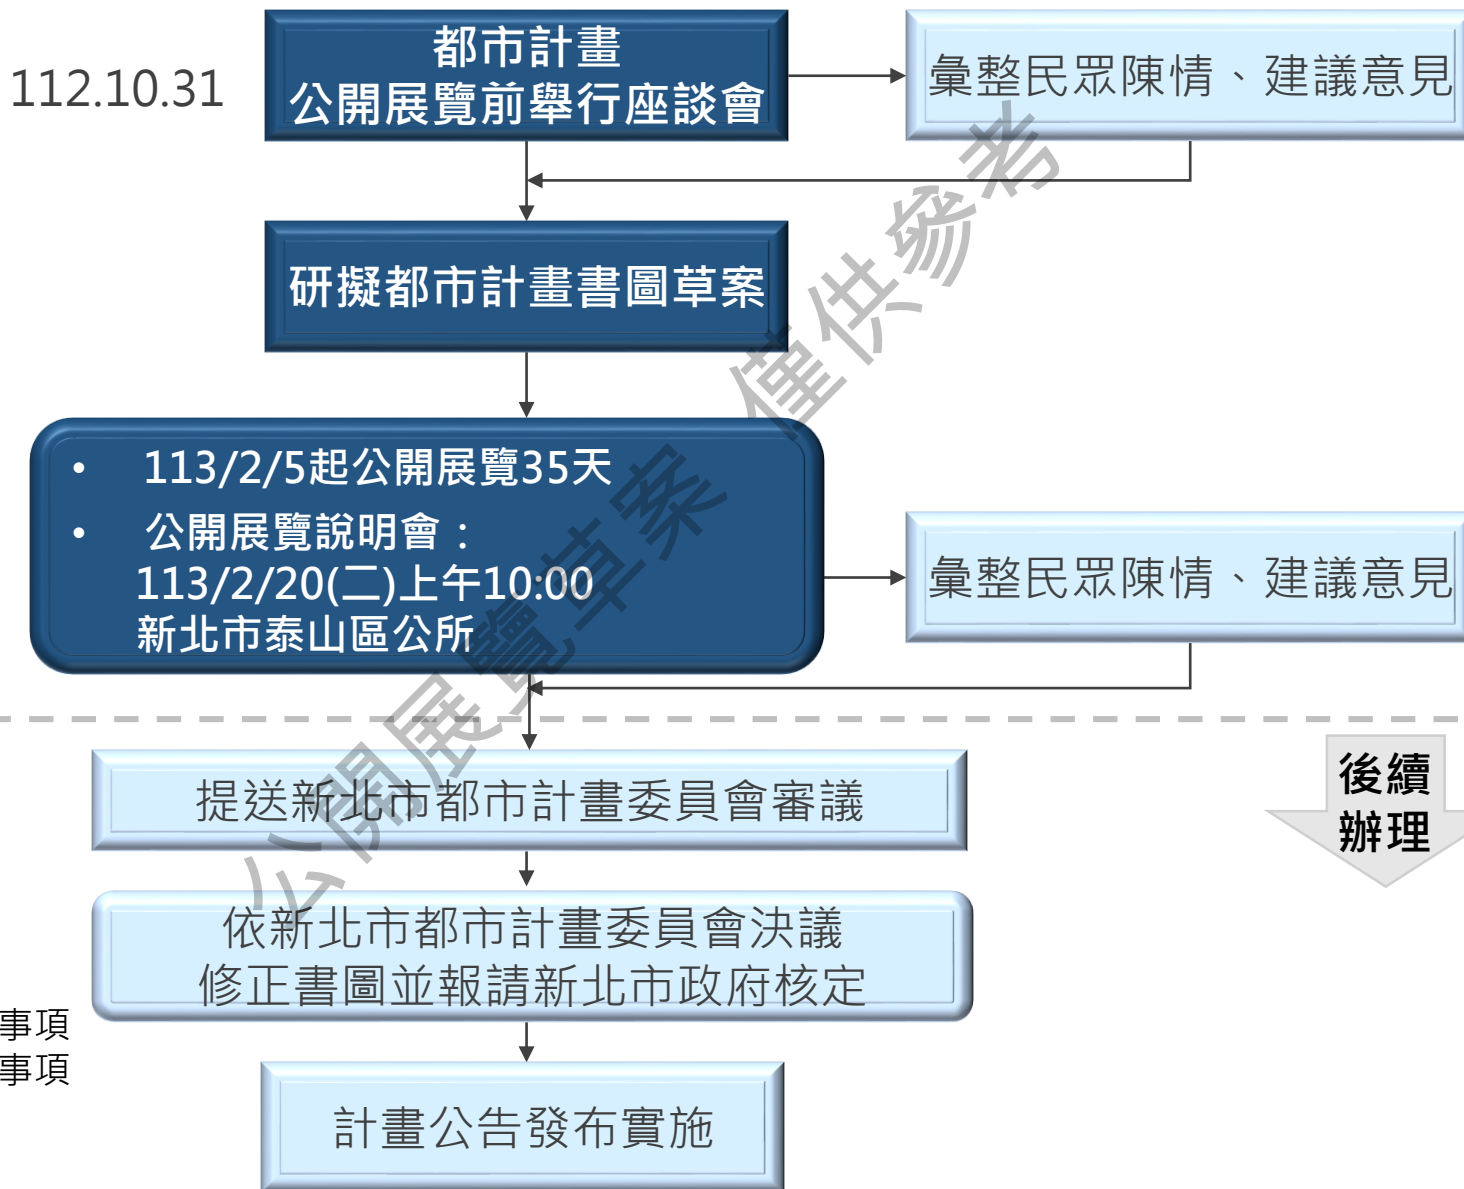 都市計畫
公開展覽前舉行座談會
112.10.31
彙整民眾陳情、建議意見
研擬都市計畫書圖草案
• 113/2/5起公開展覽35天
• 公開展覽說明會：
113/2/20(二)上午10:00
新北市泰山區公所
彙整民眾陳情、建議意見
提送新北市都市計畫委員會審議
後續
辦理
依新北市都市計畫委員會決議
修正書圖並報請新北市政府核定
事項
事項
計畫公告發布實施
公開展覽草案 僅供參考